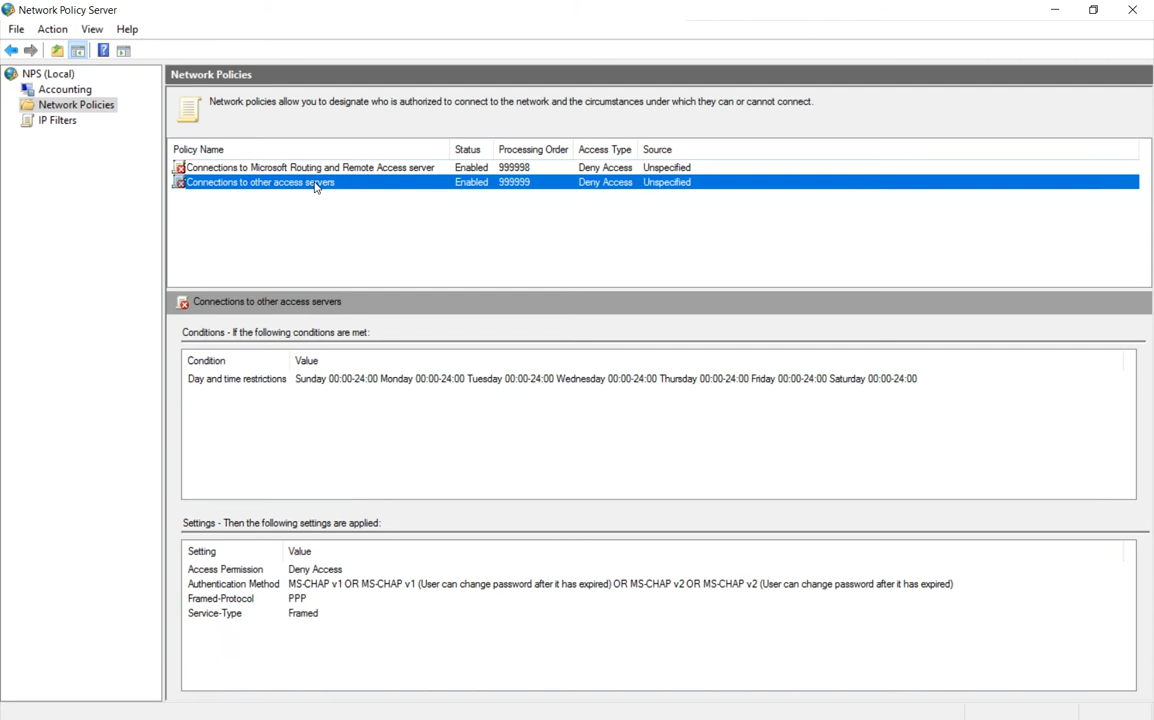 Network Policy Server
File Action View Help
NPS (Local)
Accounting
Network Policies
IP Filters
Network Policies
Network policies allow you to designate who is authorized to connect to the network and the circumstances under which they can or cannot connect.
Policy Name Status Processing Order Access Type Source
Connections to Microsoft Routing and Remote Access server Enabled 999998 Deny Access Unspecified
Connections to other access servers Enabled 999999 Deny Access Unspecified
Connections to other access servers
Conditions - If the following conditions are met:
Condition Value
Day and time restrictions Sunday 00:00-24:00 Monday 00:00-24:00 Tuesday 00:00-24:00 Wednesday 00:00-24:00 Thursday 00:00-24:00 Friday 00:00-24:00 Saturday 00:00-24:00
Settings - Then the following settings are applied:
Setting Value
Access Permission Deny Access
Authentication Method MS-CHAP v1 OR MS-CHAP v1 (User can change password after it has expired) OR MS-CHAP v2 OR MS-CHAP v2 (User can change password after it has expired)
Framed-Protocol PPP
Service-Type Framed